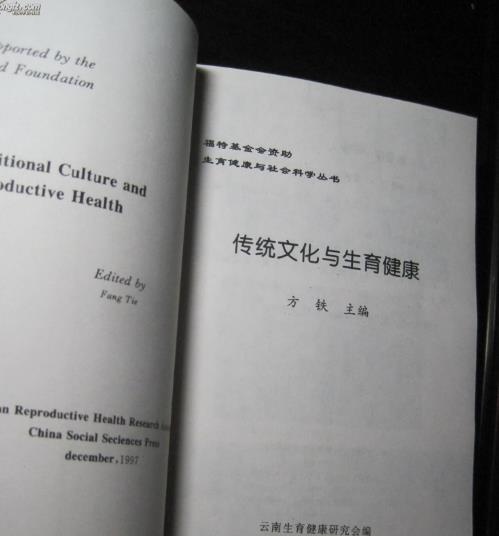 pported by the
d Foundation
itional Culture and
oductive Health
Edited by
Fang Tie
an Reproductive Health Research
China Social Seciences Press
december,1997
福特基金会资助
生育健康与社会科学丛书
传统文化与生育健康
方 铁 主编
云南生育健康研究会编